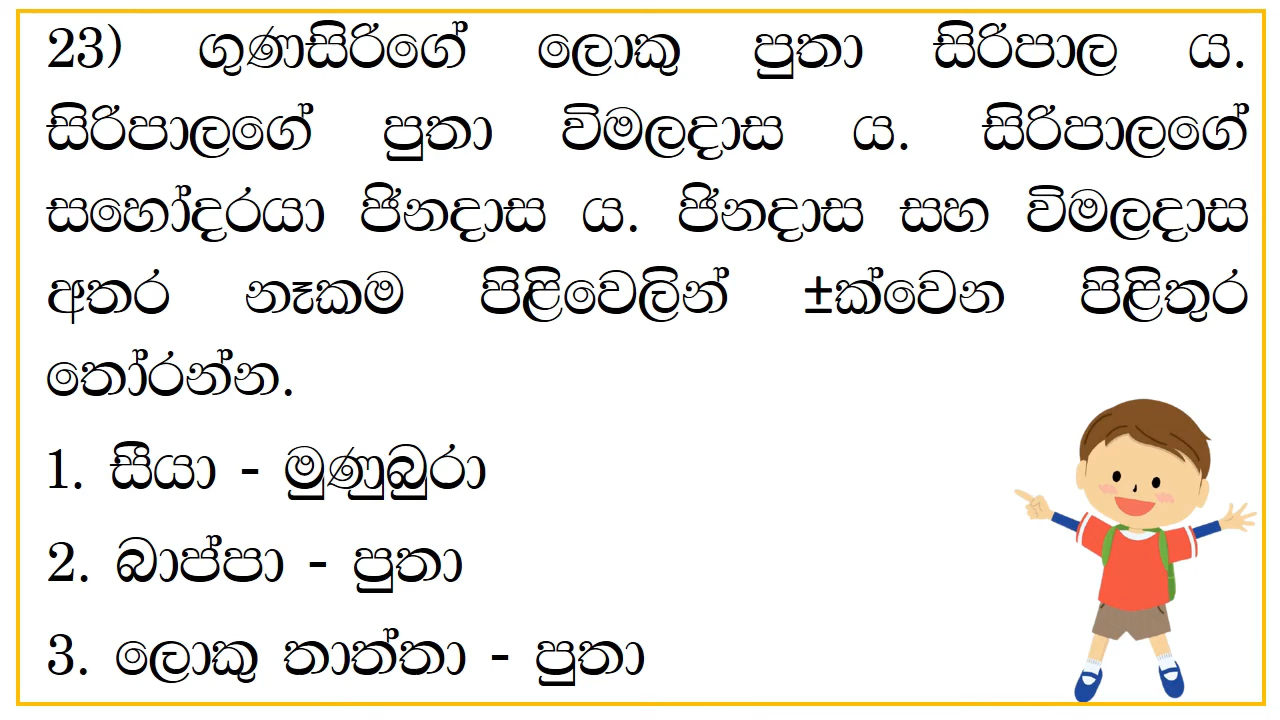 23) ගුණසිරිගේ ලොකු පුතා සිරිපාල ය.
සිරිපාලගේ පුතා විමලදාස ය. සිරිපාලගේ
සහෝදරයා ජිනදාස ය. ජිනදාස සහ විමලදාස
අතර නෑකම පිළිවෙලින් ±ක්වෙන පිළිතුර
තෝරන්න.
1. සීයා - මුණුබුරා
2. බාප්පා - පුතා
3. ලොකු තාත්තා - පුතා